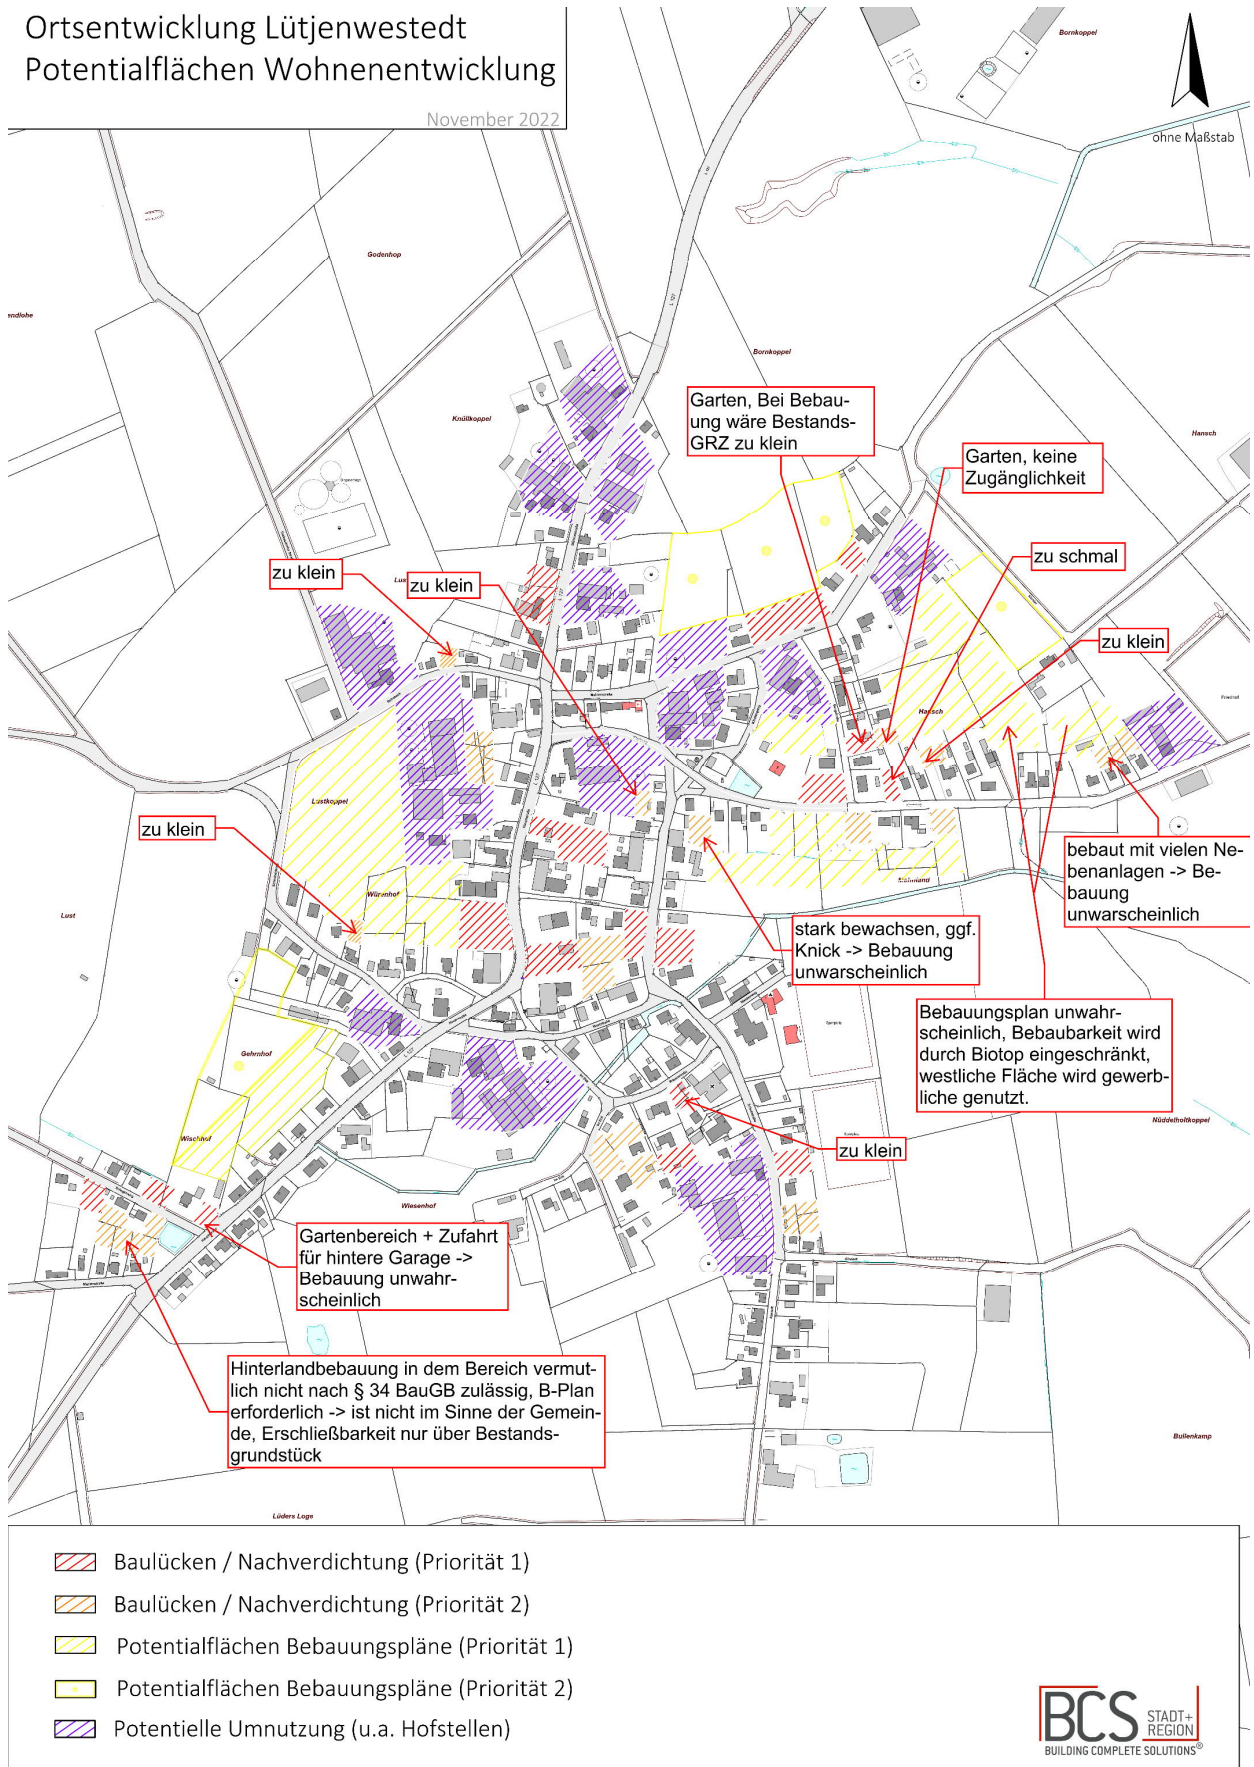 Ortsentwicklung Lütjenwestedt
Potentialflächen Wohnenentwicklung
November 2022
Bornkoppel
ohne Maßstab
Godenhop
endlohe
Bornkoppel
Knüllkoppel
Hansch
Garten, Bei Bebau-
ung wäre Bestands-
GRZ zu klein
Garten, keine
Zugänglichkeit
zu schmal
zu klein
zu klein
zu klein
Hansch
Friedhof
Lustkoppel
zu klein
bebaut mit vielen Ne-
benanlagen -> Be-
bauung
unwarscheinlich
Würmhof
Lust
stark bewachsen, ggf.
Knick -> Bebauung
unwarscheinlich
Bebauungsplan unwahr-
scheinlich, Bebaubarkeit wird
durch Biotop eingeschränkt,
westliche Fläche wird gewerb-
liche genutzt.
Gehrnhof
Wischhof
Nüddelholtkoppel
zu klein
Wiesenhof
Gartenbereich + Zufahrt
für hintere Garage ->
Bebauung unwahr-
scheinlich
Hinterlandbebauung in dem Bereich vermut-
lich nicht nach § 34 BauGB zulässig, B-Plan
erforderlich -> ist nicht im Sinne der Gemein-
de, Erschließbarkeit nur über Bestands-
grundstück
Bullenkamp
Lüders Loge
Baulücken / Nachverdichtung (Priorität 1)
Baulücken / Nachverdichtung (Priorität 2)
Potentialflächen Bebauungspläne (Priorität 1)
Potentialflächen Bebauungspläne (Priorität 2)
Potentielle Umnutzung (u.a. Hofstellen)
BCS STADT+
REGION
BUILDING COMPLETE SOLUTIONS®